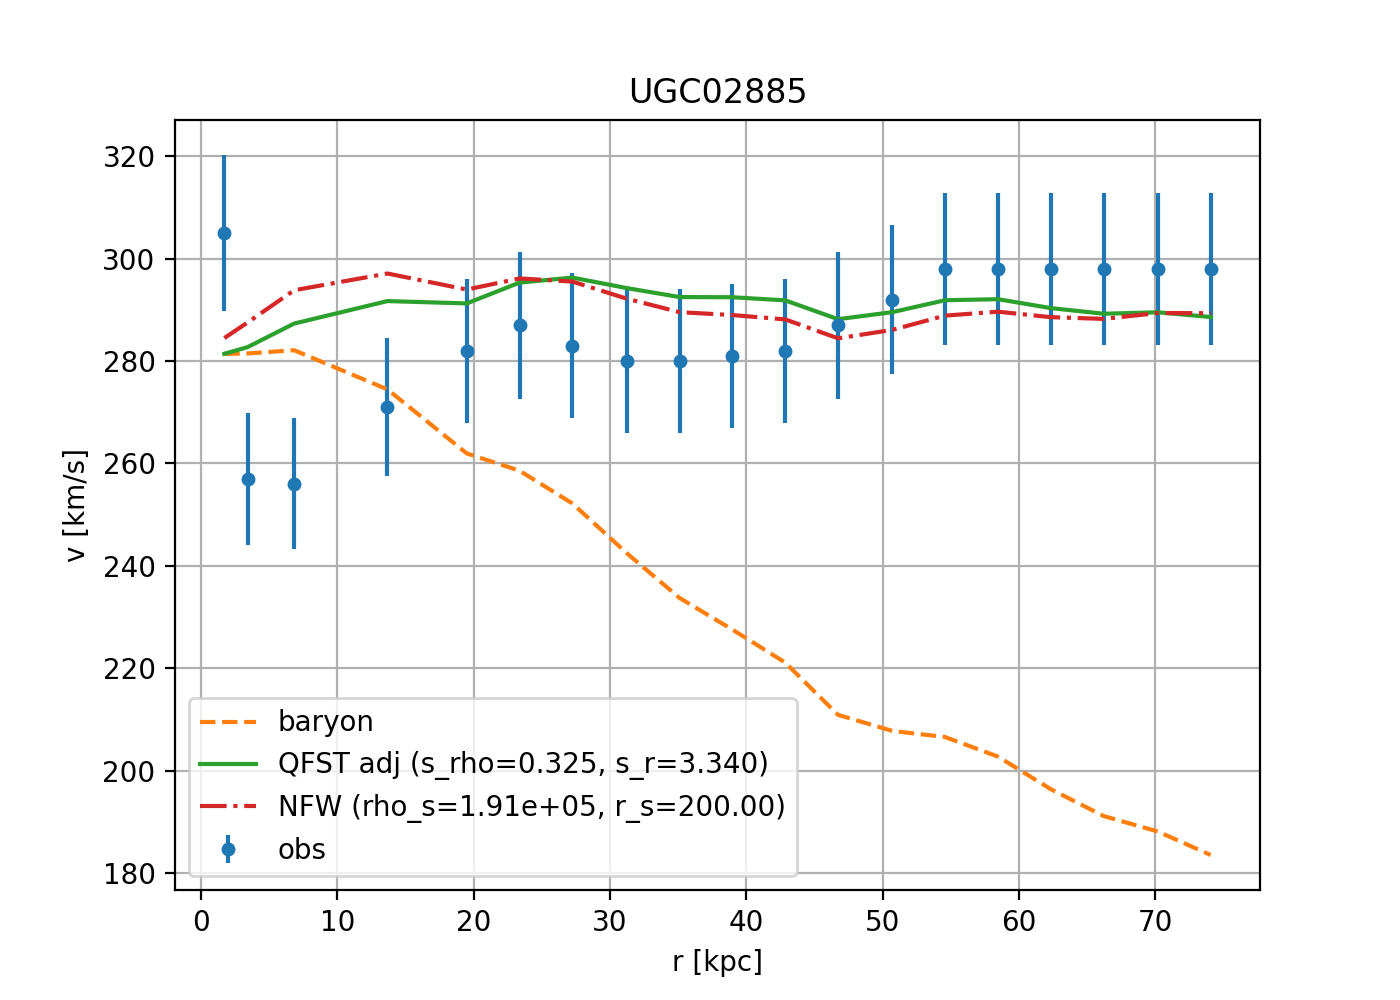 UGC02885
320
300
280
260
240
220
200
180
v [km/s]
baryon
QFST adj (s_rho=0.325, s_r=3.340)
NFW (rho_s=1.91e+05, r_s=200.00)
obs
0 10 20 30 40 50 60 70
r [kpc]